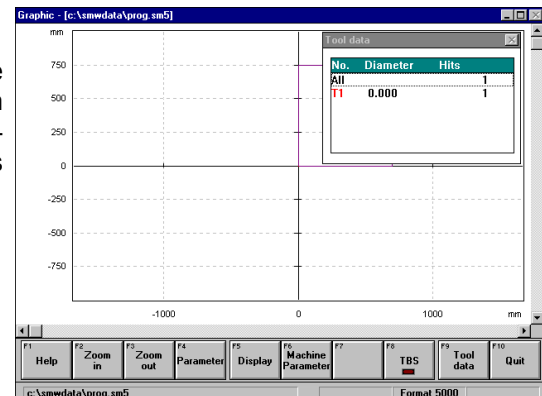 Graphic - [c:\smwdata\prog.sm5]
mm
750
500
250
0
-250
-500
-750
-1000 0 1000 mm
Tool data
No. Diameter Hits
All 1
T1 0.000 1
F1 Help
F2 Zoom in
F3 Zoom out
F4 Parameter
F5 Display
F6 Machine Parameter
F7
F8 TBS
F9 Tool data
F10 Quit
c:\smwdata\prog.sm5 Format 5000